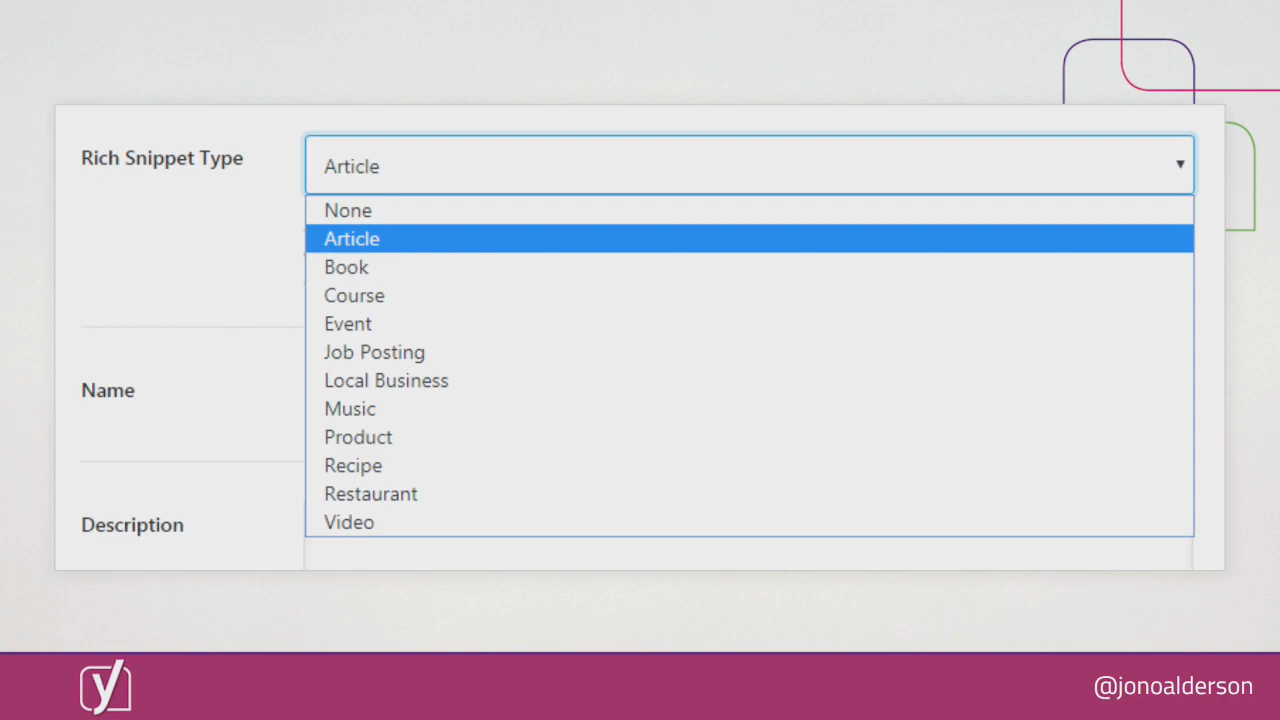 Rich Snippet Type
Article
None
Article
Book
Course
Event
Job Posting
Local Business
Name
Music
Product
Recipe
Restaurant
Description
Video
y
@jonoalderson